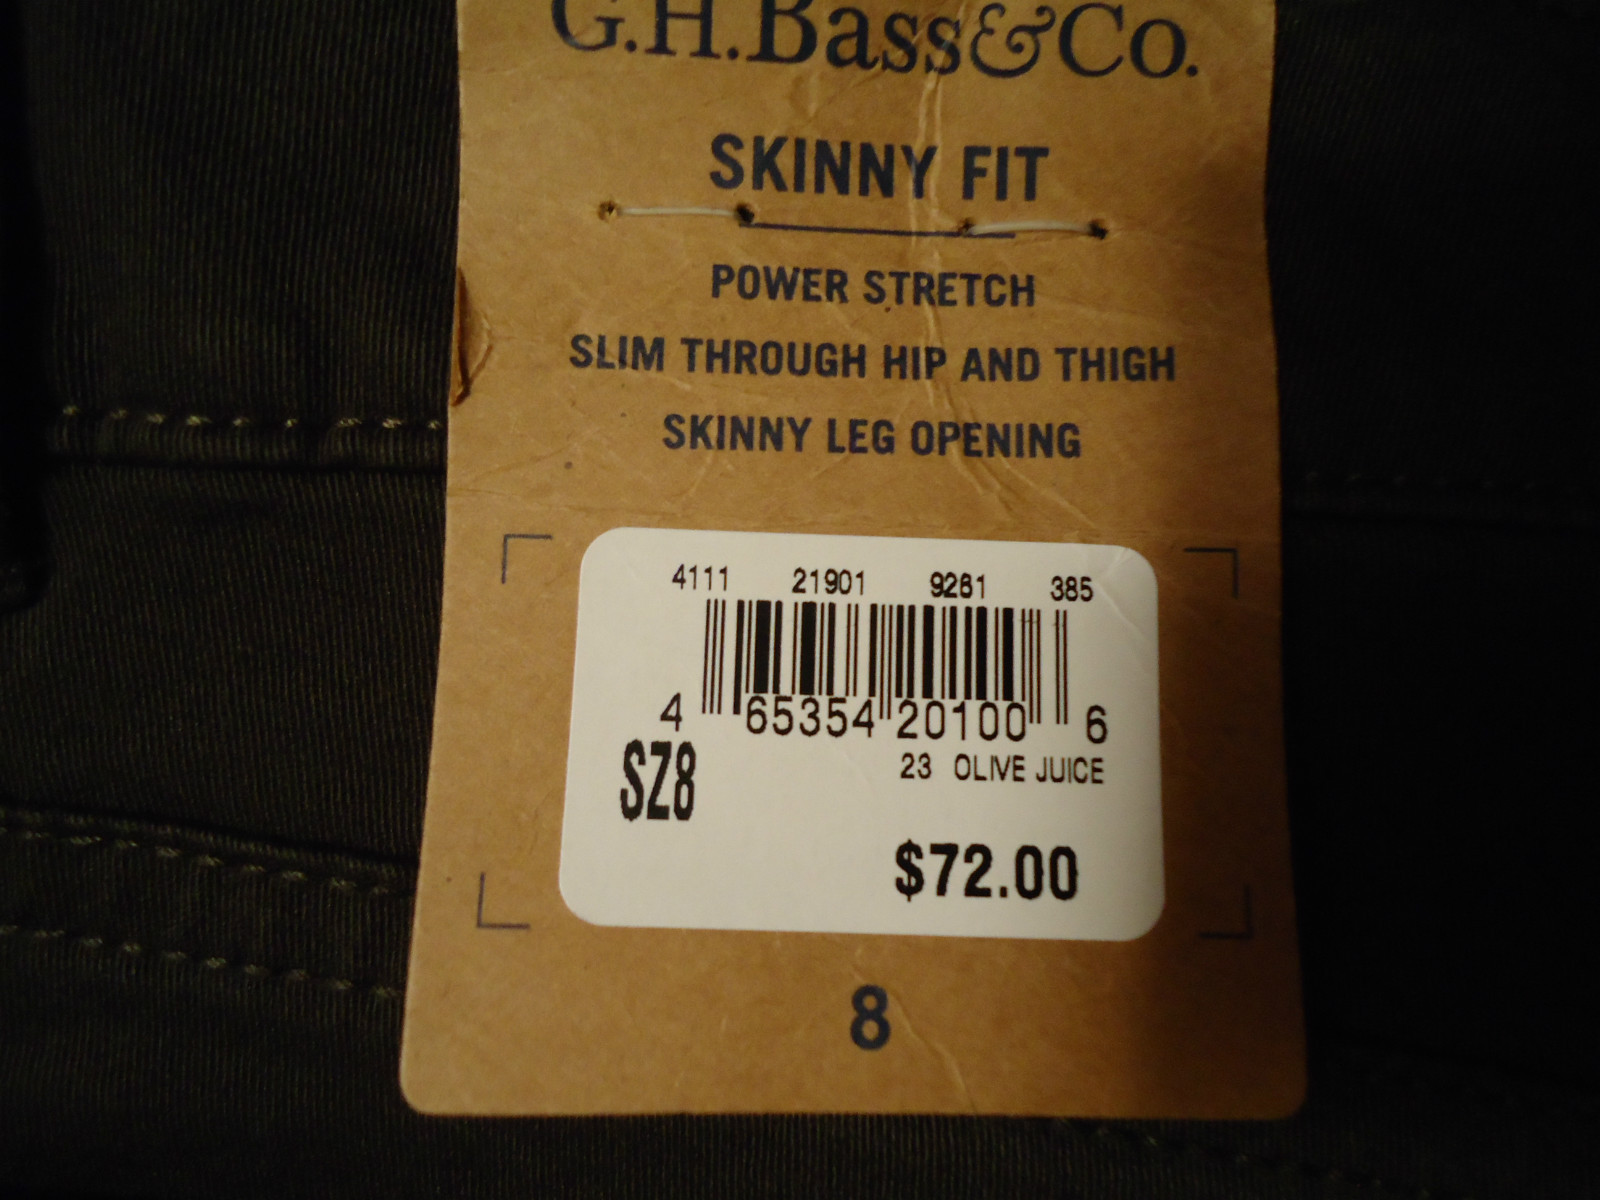 G.H.Bass&Co.
SKINNY FIT
POWER STRETCH
SLIM THROUGH HIP AND THIGH
SKINNY LEG OPENING
4111 21901 9261 385
4 65354 20100 6
SZ8 23 OLIVE JUICE
$72.00
8